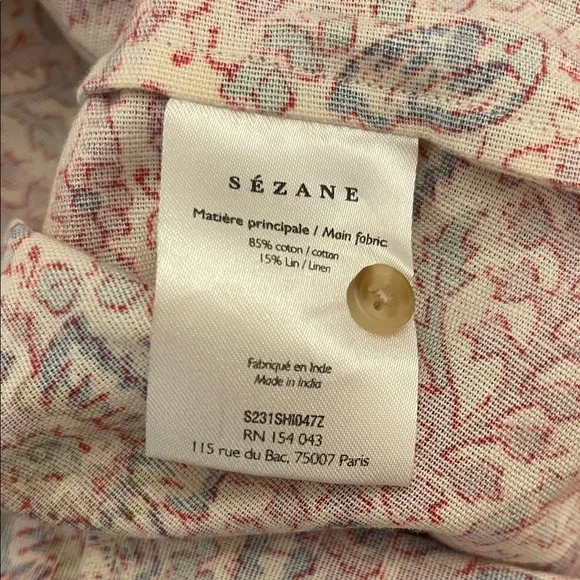 SÉZANE
Matière principale / Main fabric
85% coton / cotton
15% Lin / Linen
Fabriqué en Inde
Made in India
S231SHI047Z
RN 154 043
115 rue du Bac, 75007 Paris